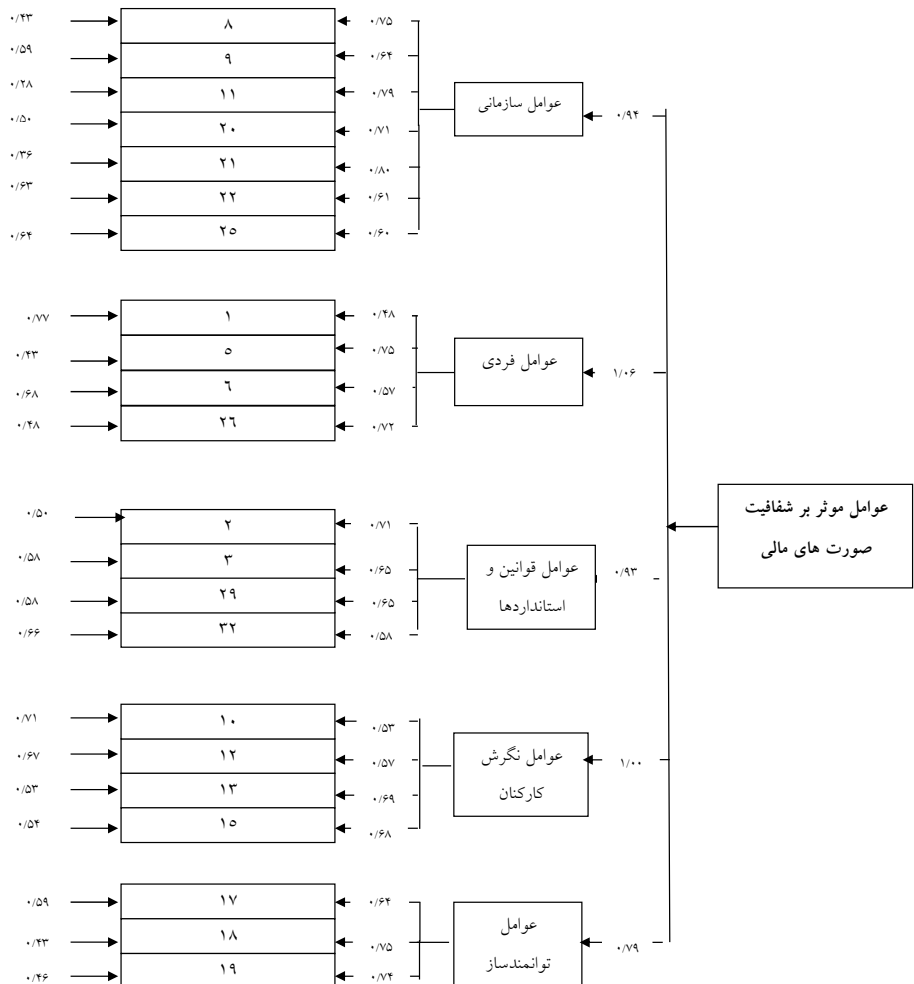 ۰/۴۳ ۸ ۰/۷۵
۰/۵۹ ۹ ۰/۶۴
۰/۲۸ ۱۱ ۰/۷۹
۰/۵۰ ۲۰ ۰/۷۱
۰/۳۶ ۲۱ ۰/۸۰
۰/۶۳ ۲۲ ۰/۶۱
۰/۶۴ ۲۵ ۰/۶۰
عوامل سازمانی
۰/۹۴
۰/۷۷ ۱ ۰/۴۸
۰/۴۳ ۵ ۰/۷۵
۰/۶۸ ۶ ۰/۵۷
۰/۴۸ ۲۶ ۰/۷۲
عوامل فردی
۱/۰۶
عوامل موثر بر شفافیت
صورت های مالی
۰/۵۰ ۲ ۰/۷۱
۰/۵۸ ۳ ۰/۶۵
۰/۵۸ ۲۹ ۰/۶۵
۰/۶۶ ۳۲ ۰/۵۸
عوامل قوانین و
استانداردها
۰/۹۳
۰/۷۱ ۱۰ ۰/۵۳
۰/۶۷ ۱۲ ۰/۵۷
۰/۵۳ ۱۳ ۰/۶۹
۰/۵۴ ۱۵ ۰/۶۸
عوامل نگرش
کارکنان
۱/۰۰
۰/۵۹ ۱۷ ۰/۶۴
۰/۴۳ ۱۸ ۰/۷۵
۰/۴۶ ۱۹ ۰/۷۴
عوامل
توانمندساز
۰/۷۹